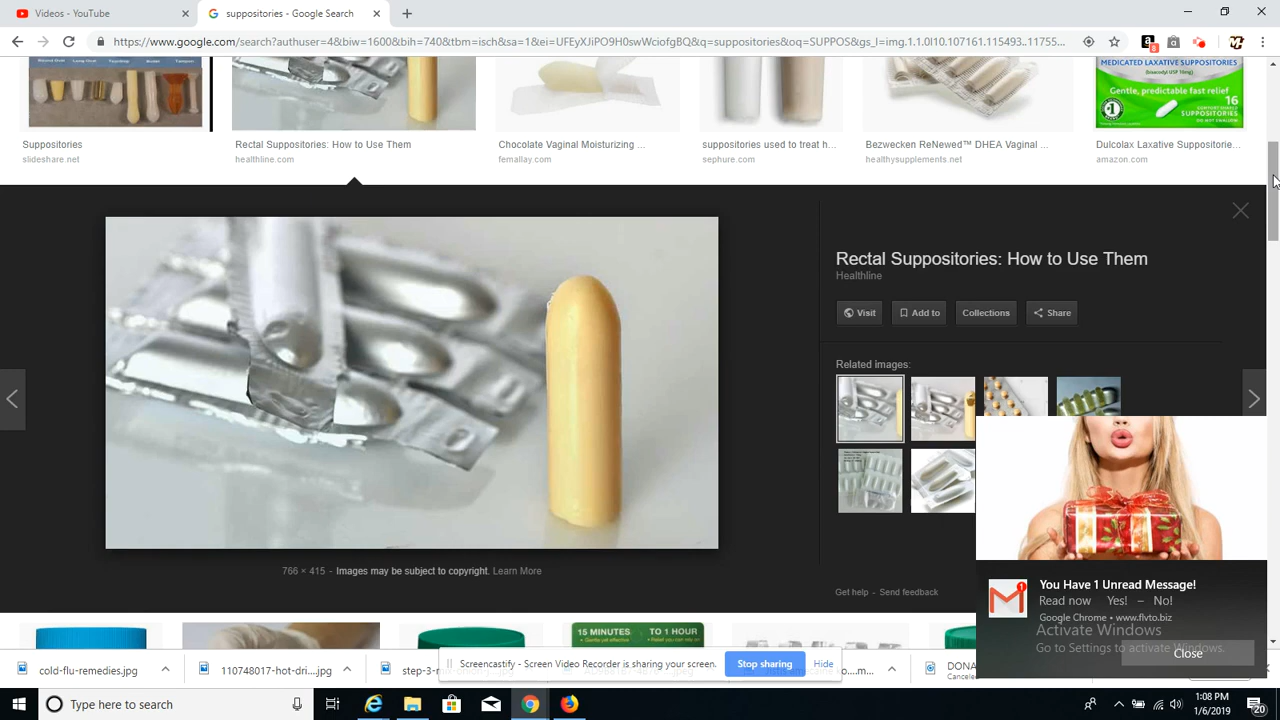 Videos - YouTube
suppositories - Google Search
https://www.google.com/search?authuser=4&biw=1600&bih=740&tbm=isch&sa=1&ei=UFEyXJiPO9H0swWciofgBQ&q=suppositories&oq=SUPPOS&gs_l=img.1.1.0l10.107161.115493..11755...
8
MEDICATED LAXATIVE SUPPOSITORIES
Gentle, predictable fast relief
#1
16
SUPPOSITORIES
Suppositories
slideshare.net
Rectal Suppositories: How to Use Them
healthline.com
Chocolate Vaginal Moisturizing ...
femallay.com
suppositories used to treat h...
sephure.com
Bezwecken ReNewed™ DHEA Vaginal ...
healthysupplements.net
Dulcolax Laxative Suppositorie...
amazon.com
Rectal Suppositories: How to Use Them
Healthline
Visit
Add to
Collections
Share
Related images:
766 × 415 - Images may be subject to copyright. Learn More
Get help - Send feedback
1
You Have 1 Unread Message!
Read now Yes! – No!
Google Chrome • www.flvto.biz
Activate Windows
Go to Settings to activate Windows.
Close
15 MINUTES TO 1 HOUR
Screencastify - Screen Video Recorder is sharing your screen.
Stop sharing
Hide
cold-flu-remedies.jpg
110748017-hot-dri....jpg
DONA
Cancele
Type here to search
1:08 PM
1/6/2019
20